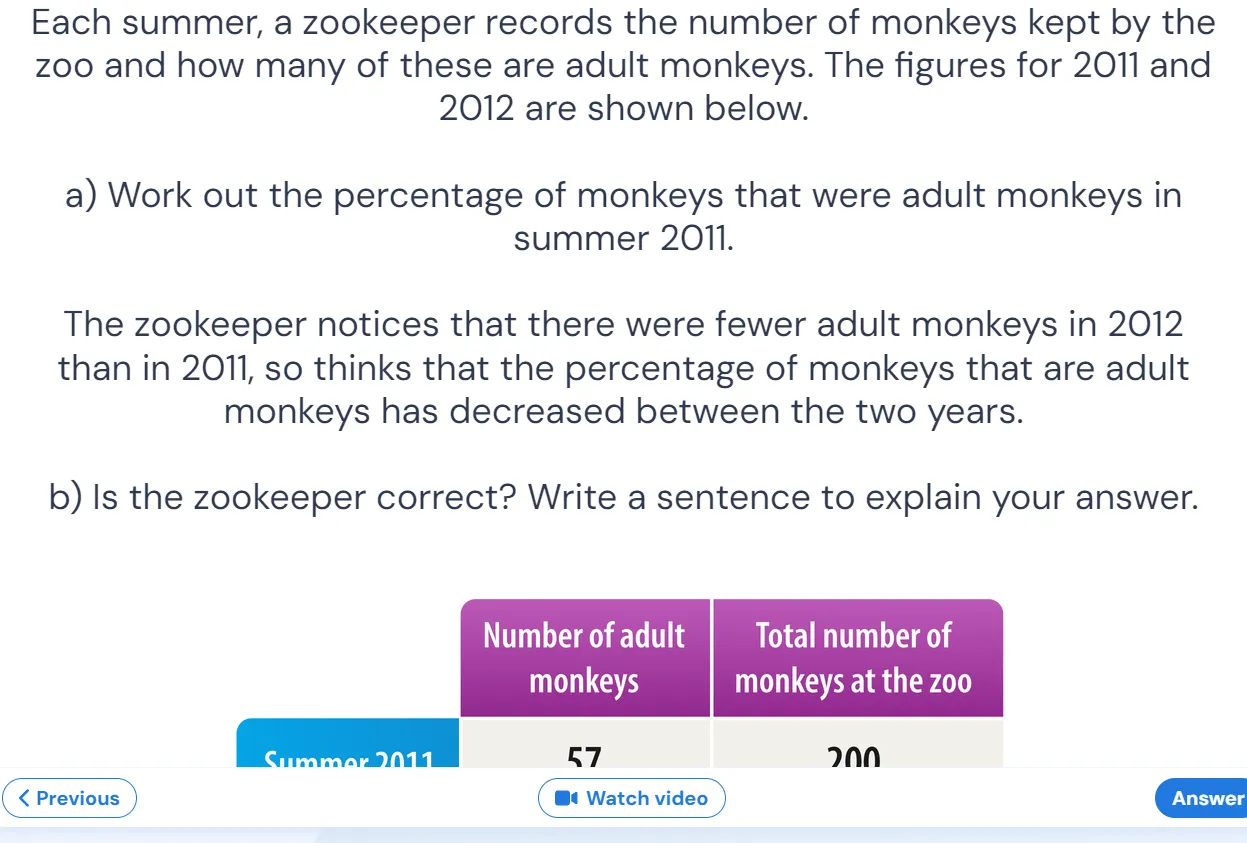 Each summer, a zookeeper records the number of monkeys kept by the
zoo and how many of these are adult monkeys. The figures for 2011 and
2012 are shown below.
a) Work out the percentage of monkeys that were adult monkeys in
summer 2011.
The zookeeper notices that there were fewer adult monkeys in 2012
than in 2011, so thinks that the percentage of monkeys that are adult
monkeys has decreased between the two years.
b) Is the zookeeper correct? Write a sentence to explain your answer.
Number of adult
monkeys
Total number of
monkeys at the zoo
Summer 2011 57 200
Previous Watch video Answer